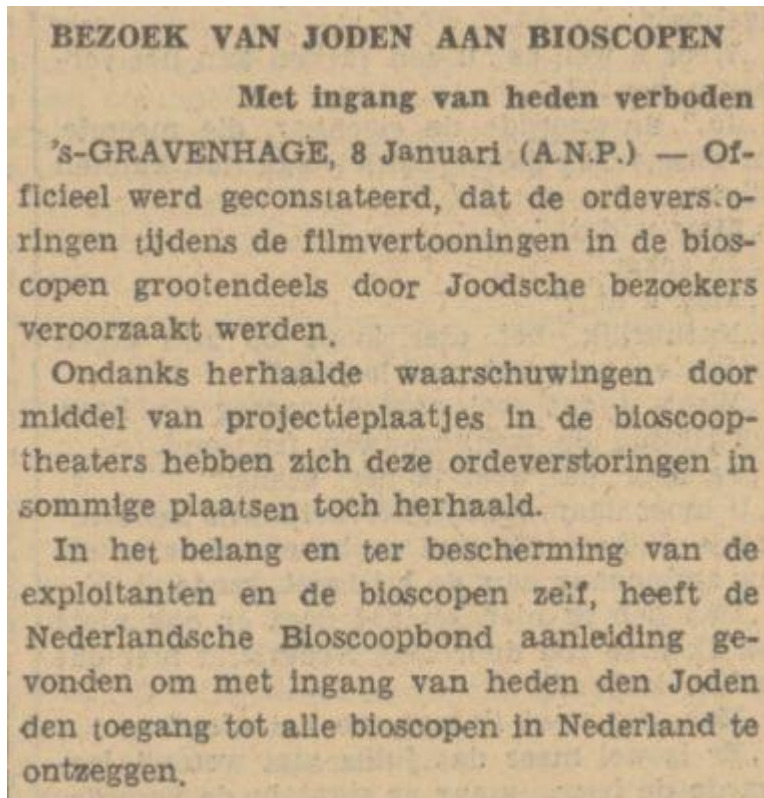 BEZOEK VAN JODEN AAN BIOSCOPEN
Met ingang van heden verboden
's-GRAVENHAGE, 8 Januari (A.N.P.) — Of-
ficieel werd geconstateerd, dat de ordeversto-
ringen tijdens de filmvertooningen in de bios-
copen grootendeels door Joodsche bezoekers
veroorzaakt werden.
Ondanks herhaalde waarschuwingen door
middel van projectieplaatjes in de bioscoop-
theaters hebben zich deze ordeverstoringen in
sommige plaatsen toch herhaald.
In het belang en ter bescherming van de
exploitanten en de bioscopen zelf, heeft de
Nederlandsche Bioscoopbond aanleiding ge-
vonden om met ingang van heden den Joden
den toegang tot alle bioscopen in Nederland te
ontzeggen.